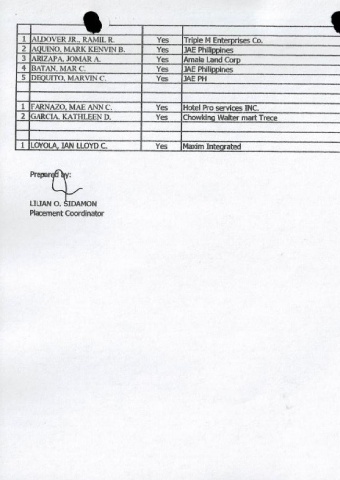 1 ALDOVER JR., RAMIL R. Yes Triple M Enterprises Co.
2 AQUINO, MARK KENVIN B. Yes JAE Philippines
3 ARIZAPA, JOMAR A. Yes Amaia Land Corp
4 BATAN, MAR C. Yes JAE Philippines
5 DEQUITO, MARVIN C. Yes JAE PH
1 FARNAZO, MAE ANN C. Yes Hotel Pro services INC.
2 GARCIA, KATHLEEN D. Yes Chowking Walter mart Trece
1 LOYOLA, JAN LLOYD C. Yes Maxim Integrated
Prepared by:
LILIAN O. SIDAMON
Placement Coordinator